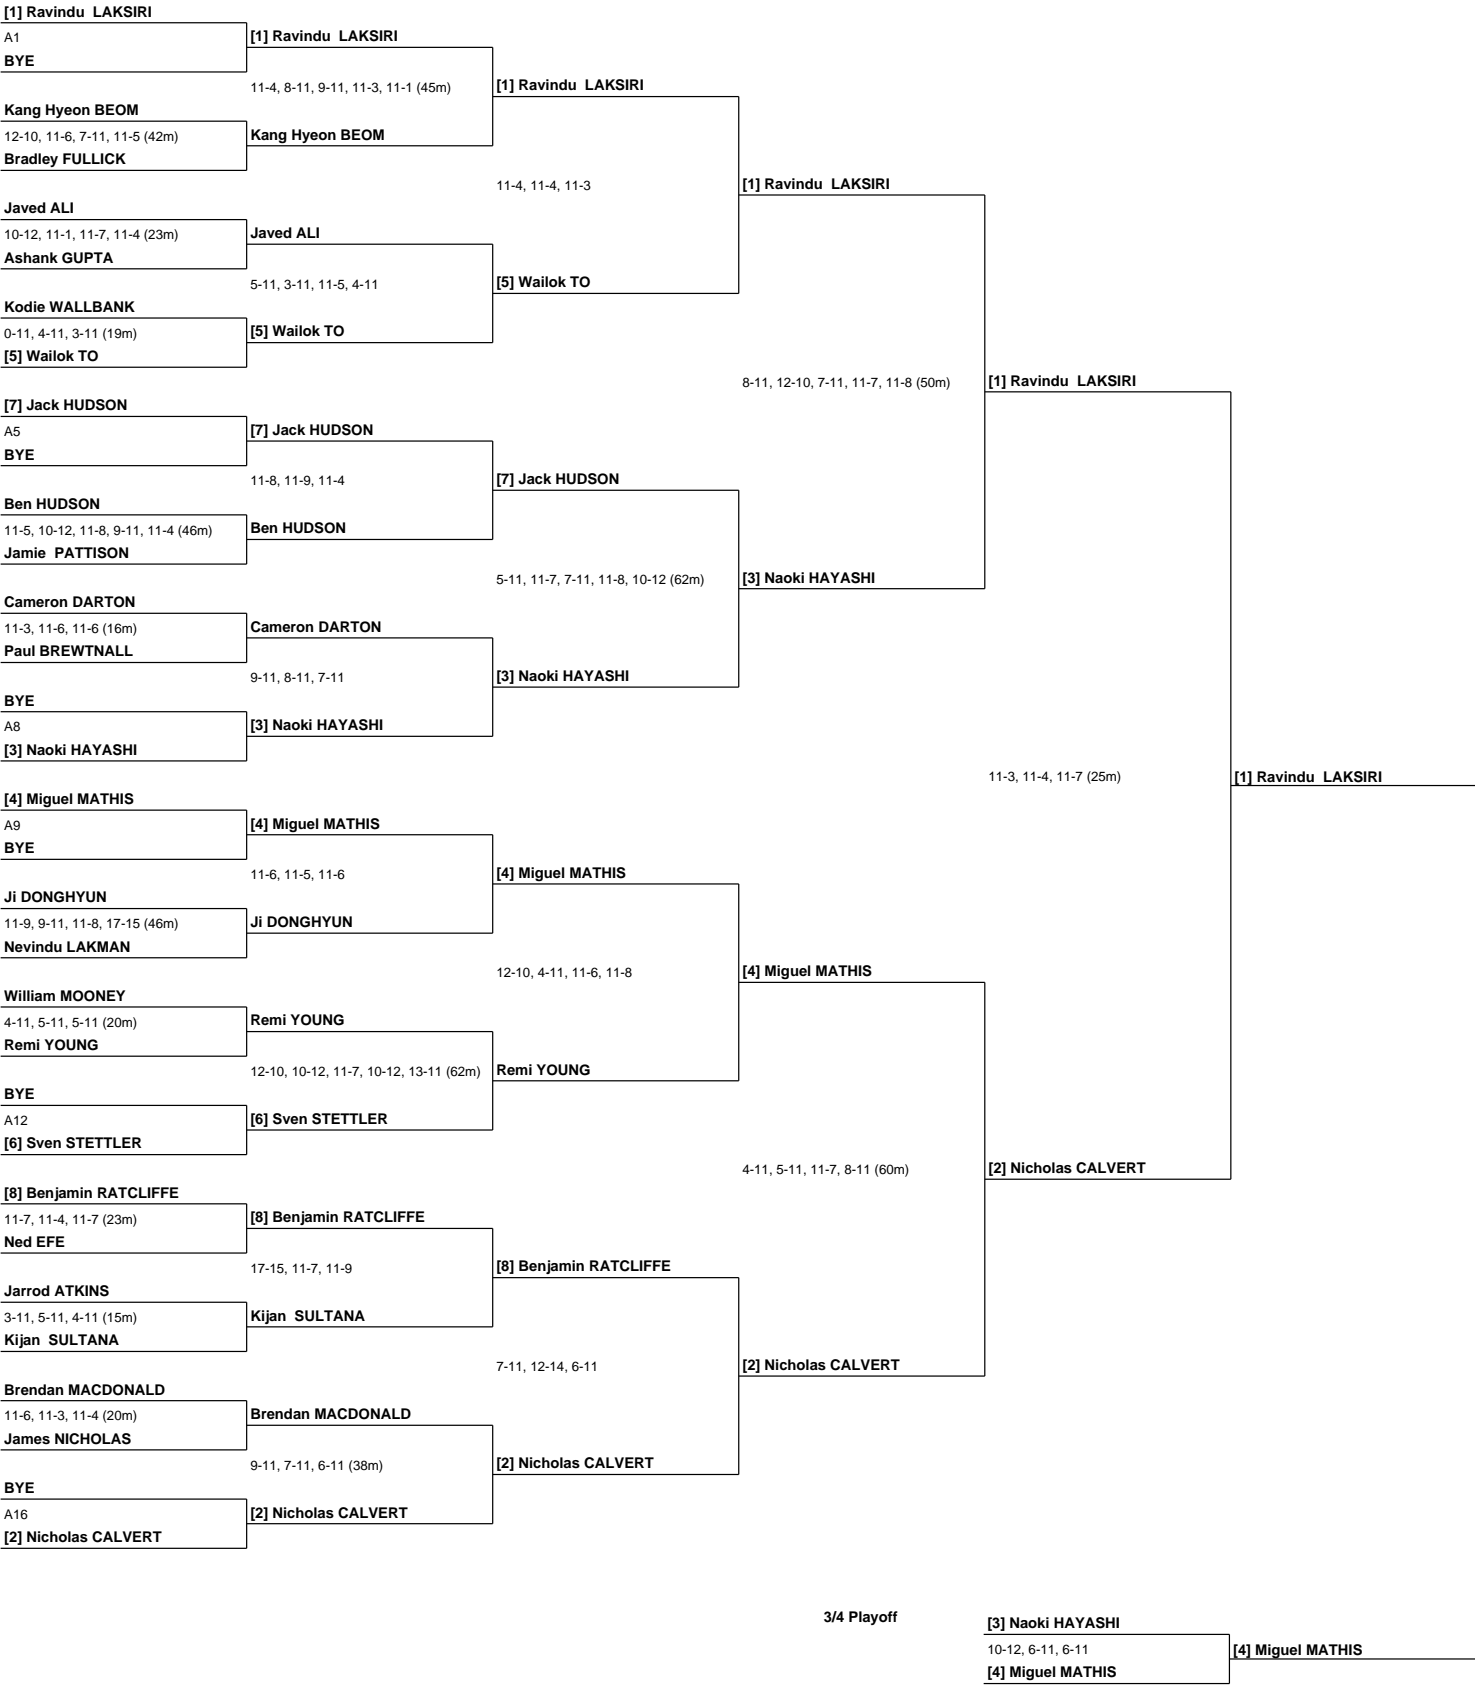 [1] Ravindu  LAKSIRI
A1
BYE
Kang Hyeon BEOM
12-10, 11-6, 7-11, 11-5 (42m)
Bradley FULLICK
Javed ALI
10-12, 11-1, 11-7, 11-4 (23m)
Ashank GUPTA
Kodie WALLBANK
0-11, 4-11, 3-11 (19m)
[5] Wailok TO
[7] Jack HUDSON
A5
BYE
Ben HUDSON
11-5, 10-12, 11-8, 9-11, 11-4 (46m)
Jamie  PATTISON
Cameron DARTON
11-3, 11-6, 11-6 (16m)
Paul BREWTNALL
BYE
A8
[3] Naoki HAYASHI
[4] Miguel MATHIS
A9
BYE
Ji DONGHYUN
11-9, 9-11, 11-8, 17-15 (46m)
Nevindu LAKMAN
William MOONEY
4-11, 5-11, 5-11 (20m)
Remi YOUNG
BYE
A12
[6] Sven STETTLER
[8] Benjamin RATCLIFFE
11-7, 11-4, 11-7 (23m)
Ned EFE
Jarrod ATKINS
3-11, 5-11, 4-11 (15m)
Kijan  SULTANA
Brendan MACDONALD
11-6, 11-3, 11-4 (20m)
James NICHOLAS
BYE
A16
[2] Nicholas CALVERT
[1] Ravindu  LAKSIRI
11-4, 8-11, 9-11, 11-3, 11-1 (45m)
Kang Hyeon BEOM
Javed ALI
5-11, 3-11, 11-5, 4-11
[5] Wailok TO
[7] Jack HUDSON
11-8, 11-9, 11-4
Ben HUDSON
Cameron DARTON
9-11, 8-11, 7-11
[3] Naoki HAYASHI
[4] Miguel MATHIS
11-6, 11-5, 11-6
Ji DONGHYUN
Remi YOUNG
12-10, 10-12, 11-7, 10-12, 13-11 (62m)
[6] Sven STETTLER
[8] Benjamin RATCLIFFE
17-15, 11-7, 11-9
Kijan  SULTANA
Brendan MACDONALD
9-11, 7-11, 6-11 (38m)
[2] Nicholas CALVERT
[1] Ravindu  LAKSIRI
11-4, 11-4, 11-3
[5] Wailok TO
[7] Jack HUDSON
5-11, 11-7, 7-11, 11-8, 10-12 (62m)
[3] Naoki HAYASHI
[4] Miguel MATHIS
12-10, 4-11, 11-6, 11-8
Remi YOUNG
[8] Benjamin RATCLIFFE
7-11, 12-14, 6-11
[2] Nicholas CALVERT
[1] Ravindu  LAKSIRI
8-11, 12-10, 7-11, 11-7, 11-8 (50m)
[3] Naoki HAYASHI
[4] Miguel MATHIS
4-11, 5-11, 11-7, 8-11 (60m)
[2] Nicholas CALVERT
[1] Ravindu  LAKSIRI
11-3, 11-4, 11-7 (25m)
[2] Nicholas CALVERT
[1] Ravindu  LAKSIRI
3/4 Playoff
[3] Naoki HAYASHI
10-12, 6-11, 6-11
[4] Miguel MATHIS
[4] Miguel MATHIS